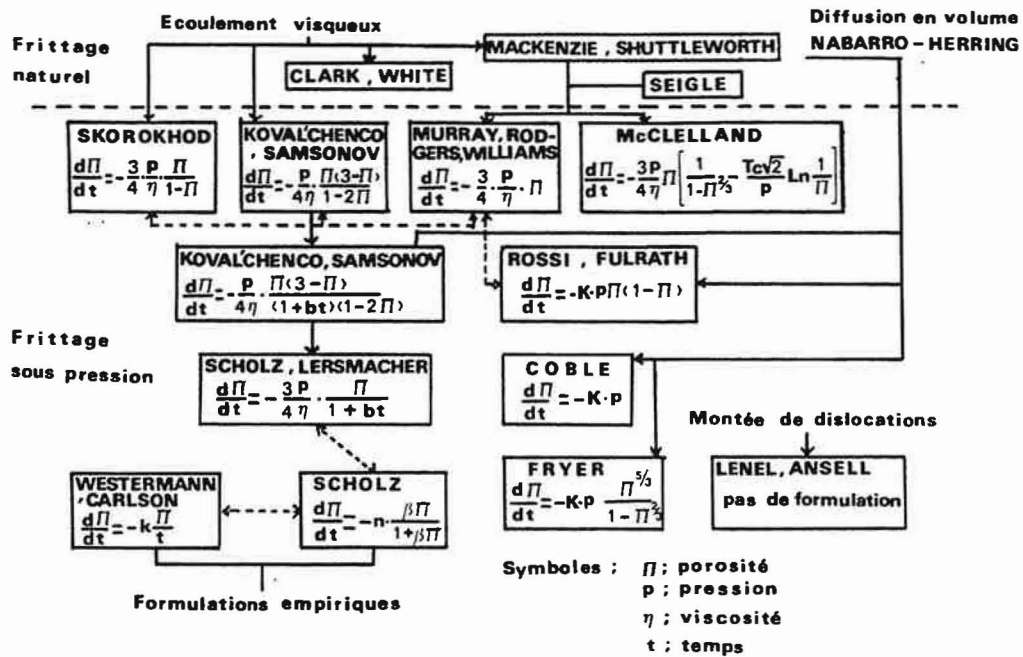 Ecoulement visqueux
Diffusion en volume
NABARRO-HERRING
Frittage
naturel
MACKENZIE, SHUTTLEWORTH
CLARK, WHITE
SEIGLE
SKOROKHOD
dΠ/dt = -3/4 p/η · Π/1-Π
KOVAL'CHENCO
, SAMSONOV
dΠ/dt = -p/4η · Π(3-Π)/1-2Π
MURRAY, ROD-
GERS, WILLIAMS
dΠ/dt = -3/4 · p/η · Π
McCLELLAND
dΠ/dt = -3P/4η Π[1/1-Π^2/3 - Tc√2/p Ln 1/Π]
KOVAL'CHENCO, SAMSONOV
dΠ/dt = -p/4η · Π(3-Π)/(1+bt)(1-2Π)
ROSSI, FULRATH
dΠ/dt = -K·pΠ(1-Π)
Frittage
sous pression
SCHOLZ, LERSMACHER
dΠ/dt = -3P/4η · Π/1+bt
COBLE
dΠ/dt = -K·p
Montée de dislocations
WESTERMANN
, CARLSON
dΠ/dt = -k Π/t
SCHOLZ
dΠ/dt = -n · βΠ/1+βΠ
FRYER
dΠ/dt = -K·p Π^5/3/1-Π^2/3
LENEL, ANSELL
pas de formulation
Formulations empiriques
Symboles ; Π ; porosité
p ; pression
η ; viscosité
t ; temps